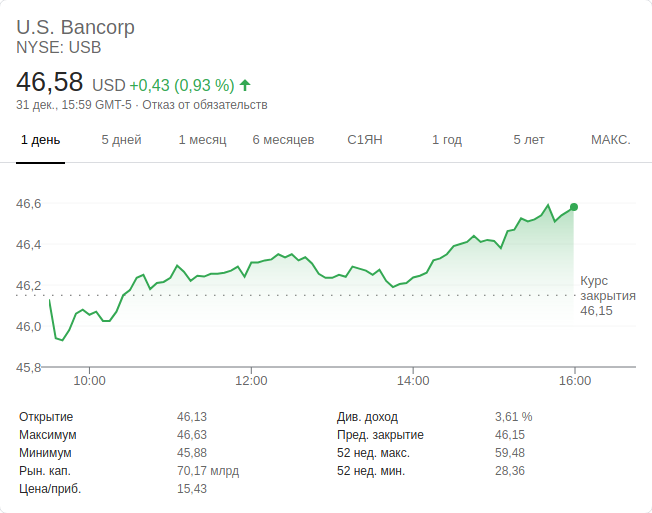 U.S. Bancorp
NYSE: USB
46,58 USD +0,43 (0,93 %)
31 дек., 15:59 GMT-5 · Отказ от обязательств
1 день 5 дней 1 месяц 6 месяцев С1ЯН 1 год 5 лет МАКС.
46,6
46,4
46,2
46,0
45,8
Курс
закрытия
46,15
10:00 12:00 14:00 16:00
Открытие 46,13 Див. доход 3,61 %
Максимум 46,63 Пред. закрытие 46,15
Минимум 45,88 52 нед. макс. 59,48
Рын. кап. 70,17 млрд 52 нед. мин. 28,36
Цена/приб. 15,43